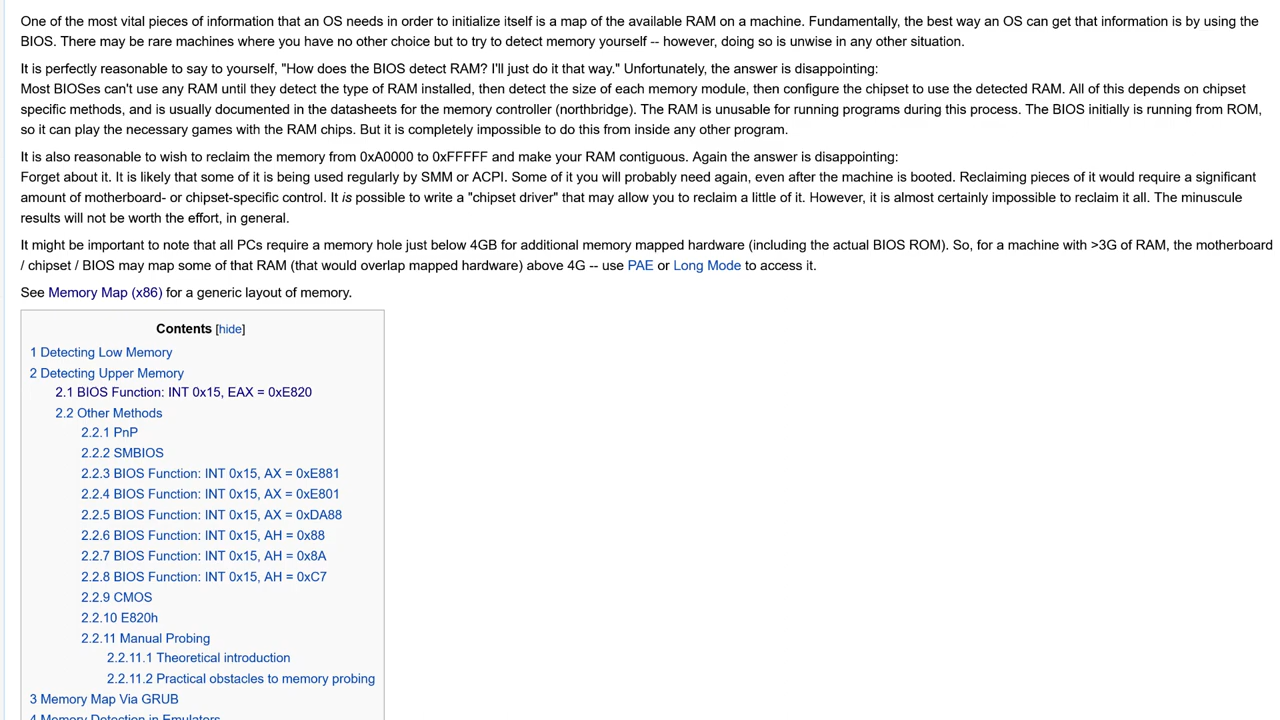 One of the most vital pieces of information that an OS needs in order to initialize itself is a map of the available RAM on a machine. Fundamentally, the best way an OS can get that information is by using the
BIOS. There may be rare machines where you have no other choice but to try to detect memory yourself -- however, doing so is unwise in any other situation.
It is perfectly reasonable to say to yourself, "How does the BIOS detect RAM? I'll just do it that way." Unfortunately, the answer is disappointing:
Most BIOSes can't use any RAM until they detect the type of RAM installed, then detect the size of each memory module, then configure the chipset to use the detected RAM. All of this depends on chipset
specific methods, and is usually documented in the datasheets for the memory controller (northbridge). The RAM is unusable for running programs during this process. The BIOS initially is running from ROM,
so it can play the necessary games with the RAM chips. But it is completely impossible to do this from inside any other program.
It is also reasonable to wish to reclaim the memory from 0xA0000 to 0xFFFFF and make your RAM contiguous. Again the answer is disappointing:
Forget about it. It is likely that some of it is being used regularly by SMM or ACPI. Some of it you will probably need again, even after the machine is booted. Reclaiming pieces of it would require a significant
amount of motherboard- or chipset-specific control. It is possible to write a "chipset driver" that may allow you to reclaim a little of it. However, it is almost certainly impossible to reclaim it all. The minuscule
results will not be worth the effort, in general.
It might be important to note that all PCs require a memory hole just below 4GB for additional memory mapped hardware (including the actual BIOS ROM). So, for a machine with >3G of RAM, the motherboard
/ chipset / BIOS may map some of that RAM (that would overlap mapped hardware) above 4G -- use PAE or Long Mode to access it.
See Memory Map (x86) for a generic layout of memory.
Contents [hide]
1 Detecting Low Memory
2 Detecting Upper Memory
2.1 BIOS Function: INT 0x15, EAX = 0xE820
2.2 Other Methods
2.2.1 PnP
2.2.2 SMBIOS
2.2.3 BIOS Function: INT 0x15, AX = 0xE881
2.2.4 BIOS Function: INT 0x15, AX = 0xE801
2.2.5 BIOS Function: INT 0x15, AX = 0xDA88
2.2.6 BIOS Function: INT 0x15, AH = 0x88
2.2.7 BIOS Function: INT 0x15, AH = 0x8A
2.2.8 BIOS Function: INT 0x15, AH = 0xC7
2.2.9 CMOS
2.2.10 E820h
2.2.11 Manual Probing
2.2.11.1 Theoretical introduction
2.2.11.2 Practical obstacles to memory probing
3 Memory Map Via GRUB
4 Memory Detection in Emulators